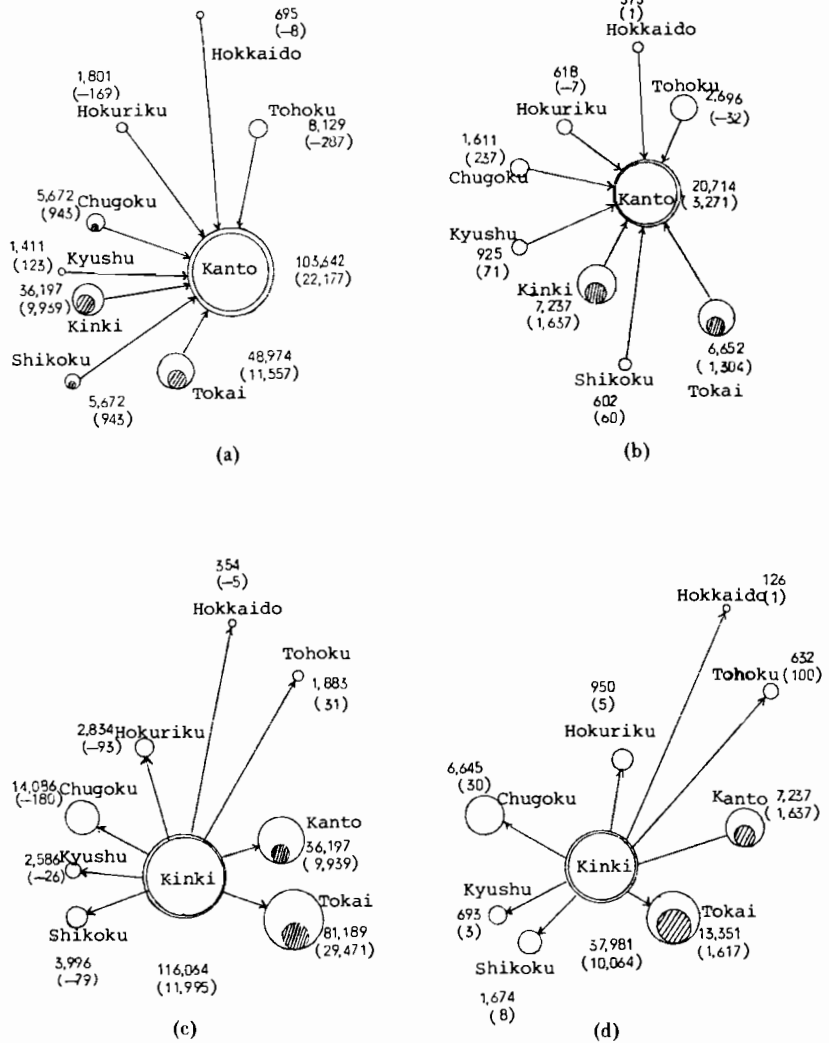 695
(−8)
Hokkaido
1,801
(−169)
Hokuriku
Tohoku
8,129
(−287)
5,672
(943)
Chugoku
1,411
(123)
Kyushu
Kanto
103,642
(22,177)
36,197
(9,969)
Kinki
Shikoku
5,672
(943)
48,974
(11,557)
Tokai
(a)
(1)
Hokkaido
618
(−7)
Hokuriku
Tohoku
2,696
(−32)
1,611
(237)
Chugoku
Kanto
20,714
(3,271)
Kyushu
925
(71)
Kinki
7,237
(1,637)
Shikoku
602
(60)
6,652
(1,304)
Tokai
(b)
354
(−5)
Hokkaido
Tohoku
1,883
(31)
2,834
(−93)
Hokuriku
14,086
(−180)
Chugoku
Kanto
36,197
(9,939)
2,586
(−26)
Kyushu
Kinki
Tokai
81,189
(29,471)
Shikoku
3,996
(−79)
116,064
(11,995)
(c)
126
(1)
Hokkaido
632
(100)
Tohoku
950
(5)
Hokuriku
6,645
(30)
Chugoku
Kanto
7,237
(1,637)
Kinki
Kyushu
693
(3)
Tokai
13,351
(1,617)
Shikoku
1,674
(8)
37,981
(10,064)
(d)